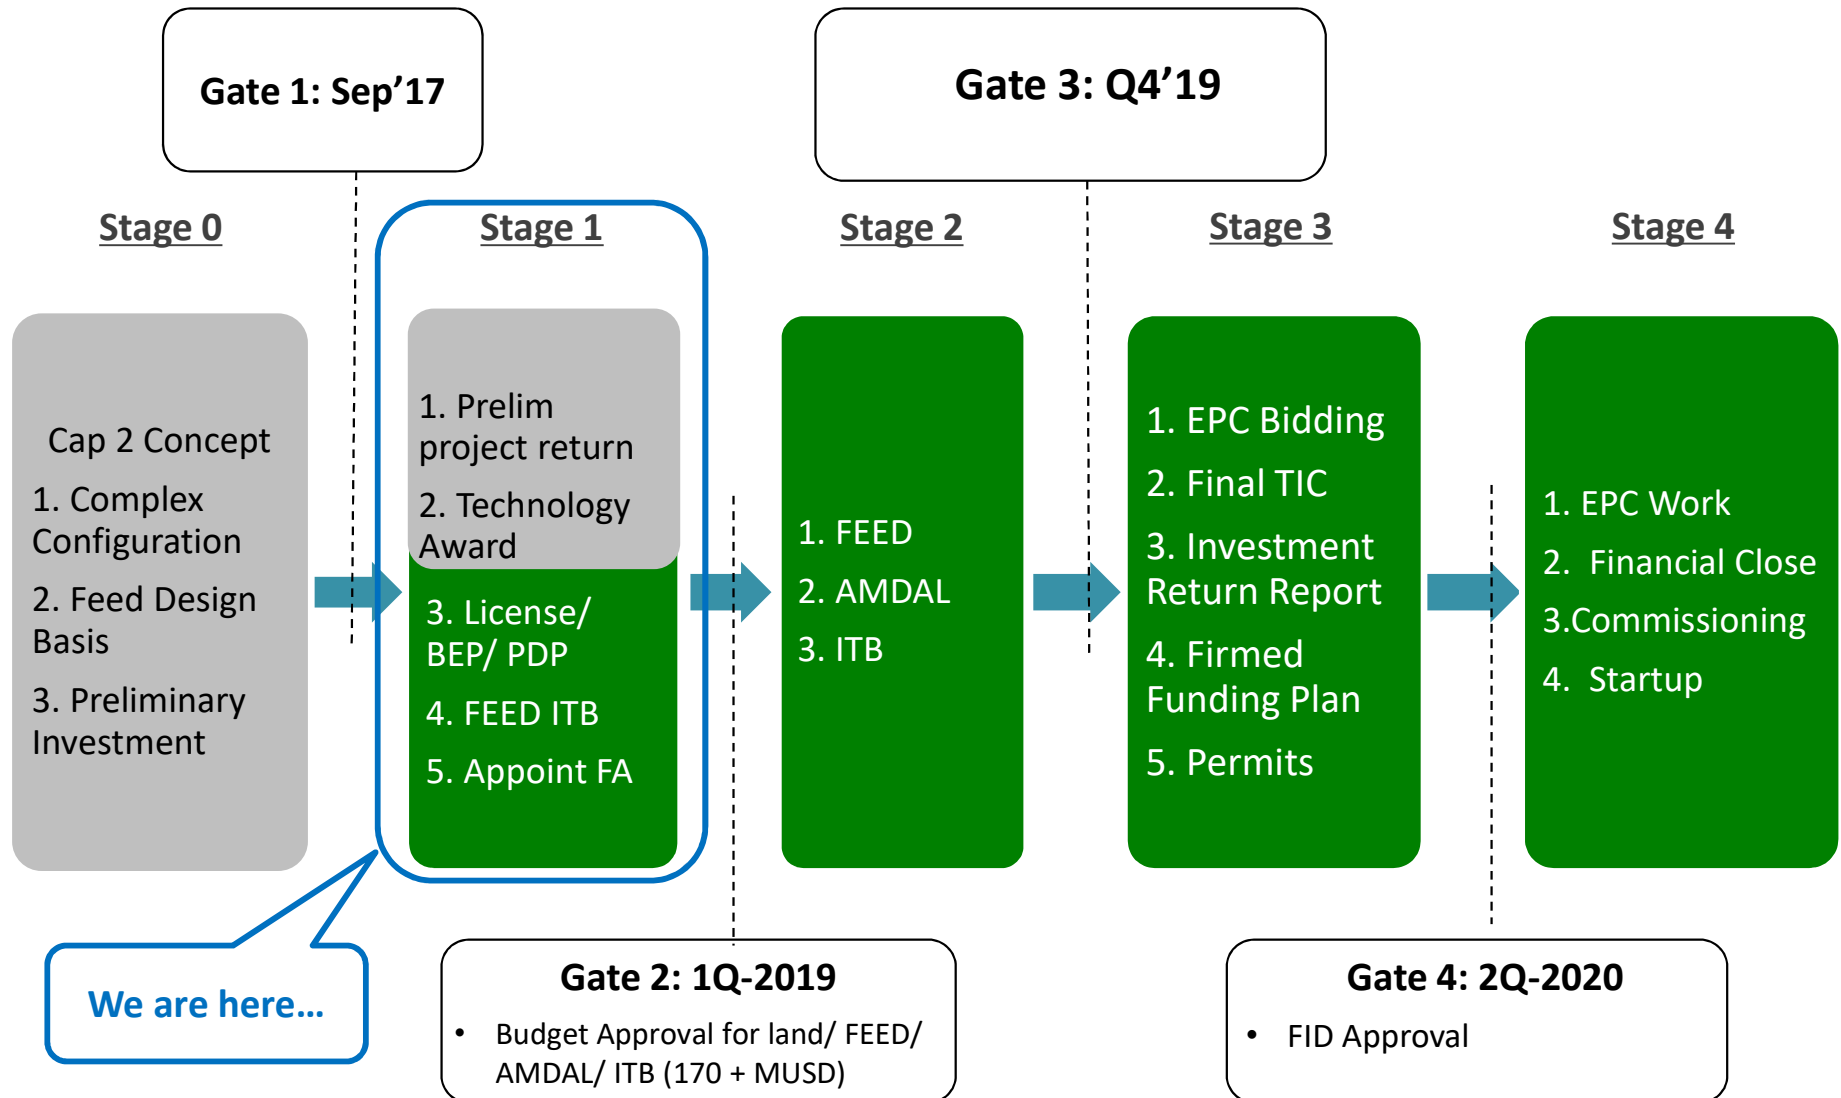 Gate 1: Sep’17
Gate 3: Q4’19
Stage 0
Stage 1
Stage 2
Stage 3
Stage 4
Cap 2 Concept
1. Complex
Configuration
2. Feed Design
Basis
3. Preliminary
Investment
1. Prelim
project return
2. Technology
Award
3. License/
BEP/ PDP
4. FEED ITB
5. Appoint FA
1. FEED
2. AMDAL
3. ITB
1. EPC Bidding
2. Final TIC
3. Investment
Return Report
4. Firmed
Funding Plan
5. Permits
1. EPC Work
2. Financial Close
3.Commissioning
4. Startup
We are here…
Gate 2: 1Q-2019
• Budget Approval for land/ FEED/
AMDAL/ ITB (170 + MUSD)
Gate 4: 2Q-2020
• FID Approval